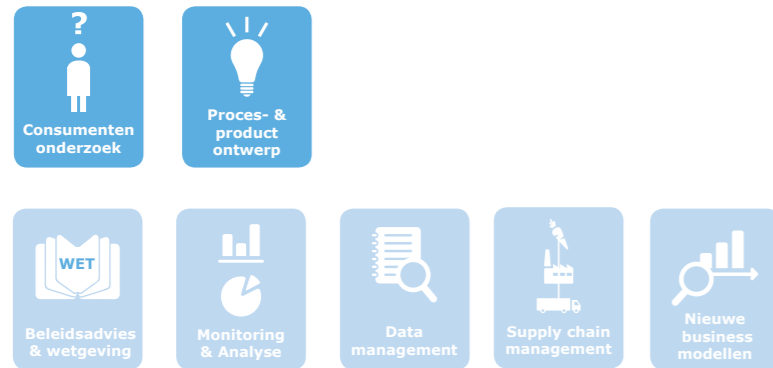 ?
Consumenten
onderzoek
Proces- &
product
ontwerp
WET
Beleidsadvies
& wetgeving
Monitoring
& Analyse
Data
management
Supply chain
management
Nieuwe
business
modellen